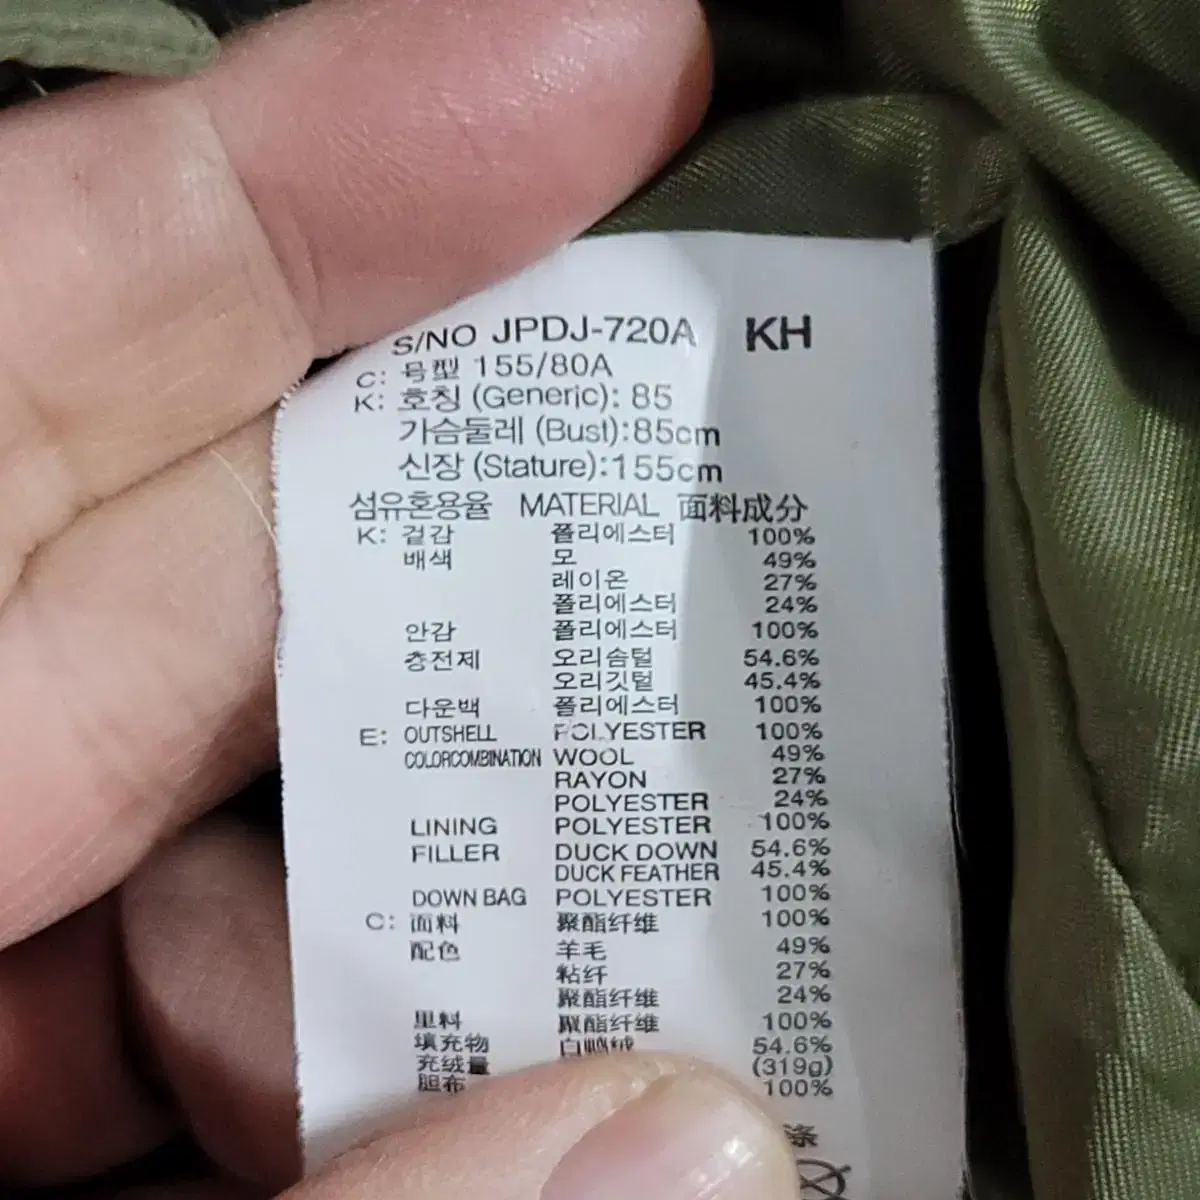 S/NO JPDJ-720A KH
C: 号型 155/80A
K: 호칭 (Generic): 85
가슴둘레 (Bust):85cm
신장 (Stature):155cm
섬유혼용율 MATERIAL 面料成分
K: 겉감 폴리에스터 100%
배색 모 49%
레이온 27%
폴리에스터 24%
안감 폴리에스터 100%
충전제 오리솜털 54.6%
오리깃털 45.4%
다운백 폴리에스터 100%
E: OUTSHELL POLYESTER 100%
COLORCOMBINATION WOOL 49%
RAYON 27%
POLYESTER 24%
LINING POLYESTER 100%
FILLER DUCK DOWN 54.6%
DUCK FEATHER 45.4%
DOWN BAG POLYESTER 100%
C: 面料 聚酯纤维 100%
配色 羊毛 49%
粘纤 27%
聚酯纤维 24%
里料 聚酯纤维 100%
填充物 白鸭绒 54.6%
充绒量 (319g)
胆布 100%
涤